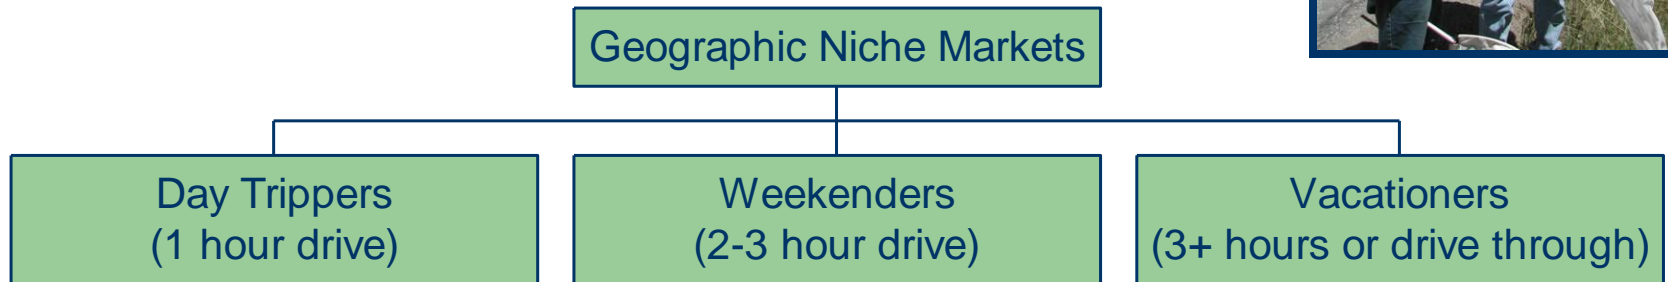 Geographic Niche Markets
Day Trippers
(1 hour drive)
Weekenders
(2-3 hour drive)
Vacationers
(3+ hours or drive through)